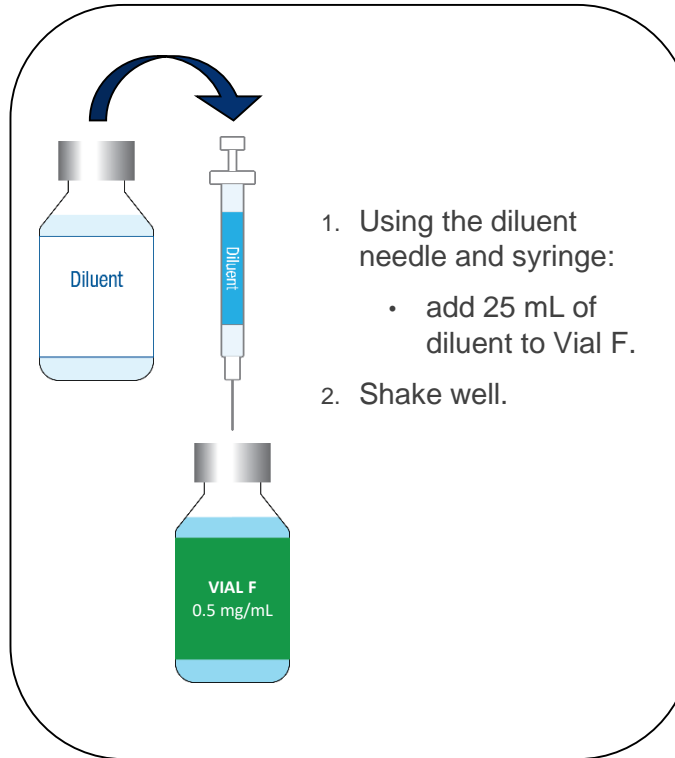 Diluent
Diluent
1. Using the diluent
needle and syringe:
• add 25 mL of
diluent to Vial F.
2. Shake well.
VIAL F
0.5 mg/mL